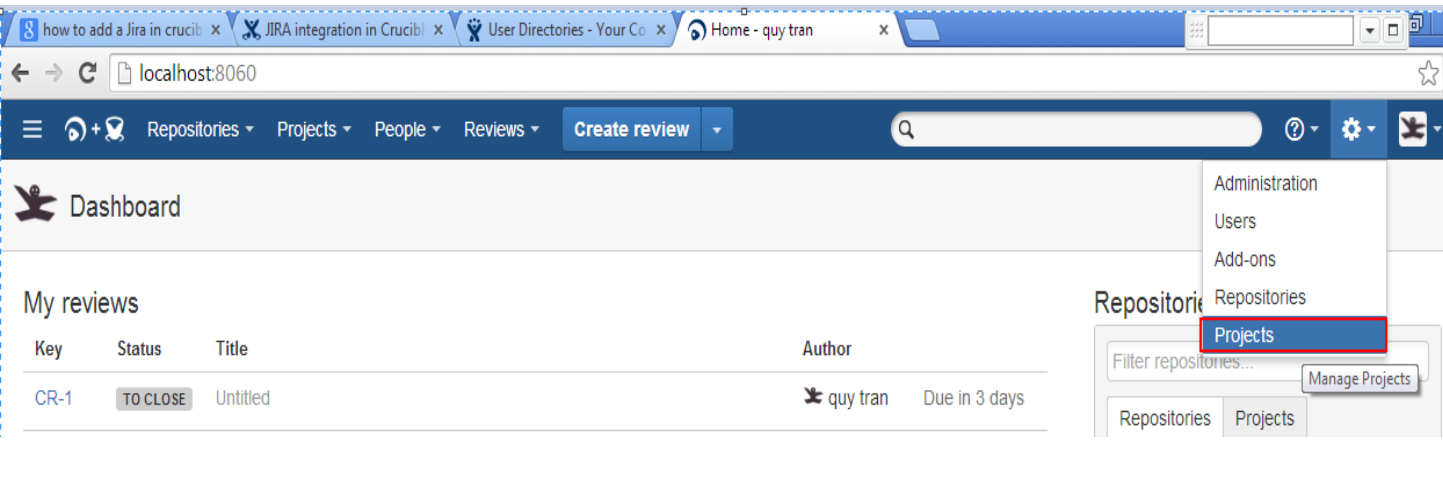 how to add a Jira in crucib JIRA integration in Crucibl User Directories - Your Co Home - quy tran
localhost:8060
Repositories Projects People Reviews Create review
Administration
Dashboard
Users
Add-ons
My reviews
Repositorie
Repositories
Projects
Key Status Title Author
Filter repositories...
Manage Projects
CR-1 TO CLOSE Untitled quy tran Due in 3 days
Repositories Projects